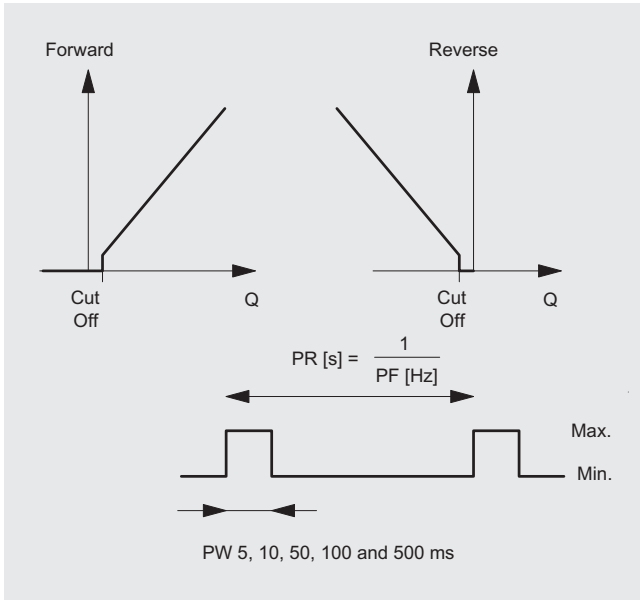 Forward
Reverse
Cut
Off
Q
Cut
Off
Q
PR [s] = 1
PF [Hz]
Max.
Min.
PW 5, 10, 50, 100 and 500 ms